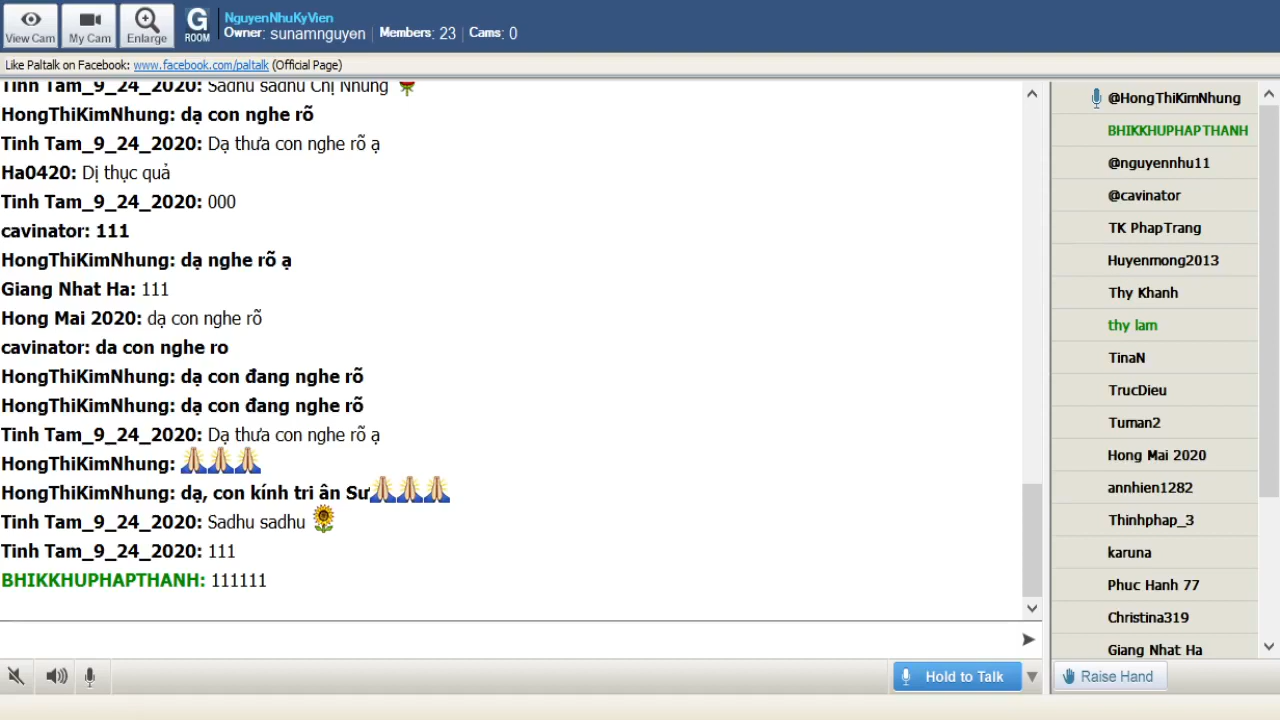 View Cam
My Cam
Enlarge
G
ROOM
NguyenNhuKyVien
Owner: sunamnguyen Members: 23 Cams: 0
Like Paltalk on Facebook: www.facebook.com/paltalk (Official Page)
Tinh Tam_9_24_2020: Sadhu sadhu Chị Nhung
HongThiKimNhung: dạ con nghe rõ
Tinh Tam_9_24_2020: Dạ thưa con nghe rõ ạ
Ha0420: Dị thục quả
Tinh Tam_9_24_2020: 000
cavinator: 111
HongThiKimNhung: dạ nghe rõ ạ
Giang Nhat Ha: 111
Hong Mai 2020: dạ con nghe rõ
cavinator: da con nghe ro
HongThiKimNhung: dạ con đang nghe rõ
HongThiKimNhung: dạ con đang nghe rõ
Tinh Tam_9_24_2020: Dạ thưa con nghe rõ ạ
HongThiKimNhung:
HongThiKimNhung: dạ, con kính tri ân Sư
Tinh Tam_9_24_2020: Sadhu sadhu
Tinh Tam_9_24_2020: 111
BHIKKHUPHAPTHANH: 111111
@HongThiKimNhung
BHIKKHUPHAPTHANH
@nguyennhu11
@cavinator
TK PhapTrang
Huyenmong2013
Thy Khanh
thy lam
TinaN
TrucDieu
Tuman2
Hong Mai 2020
annhien1282
Thinhphap_3
karuna
Phuc Hanh 77
Christina319
Giang Nhat Ha
Hold to Talk
Raise Hand